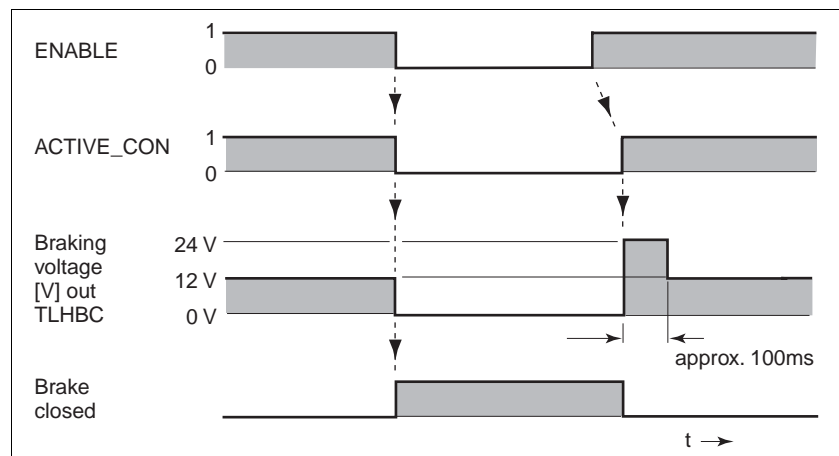 ENABLE
1
0
ACTIVE_CON
1
0
Braking
voltage
[V] out
TLHBC
24 V
12 V
0 V
approx. 100ms
Brake
closed
t